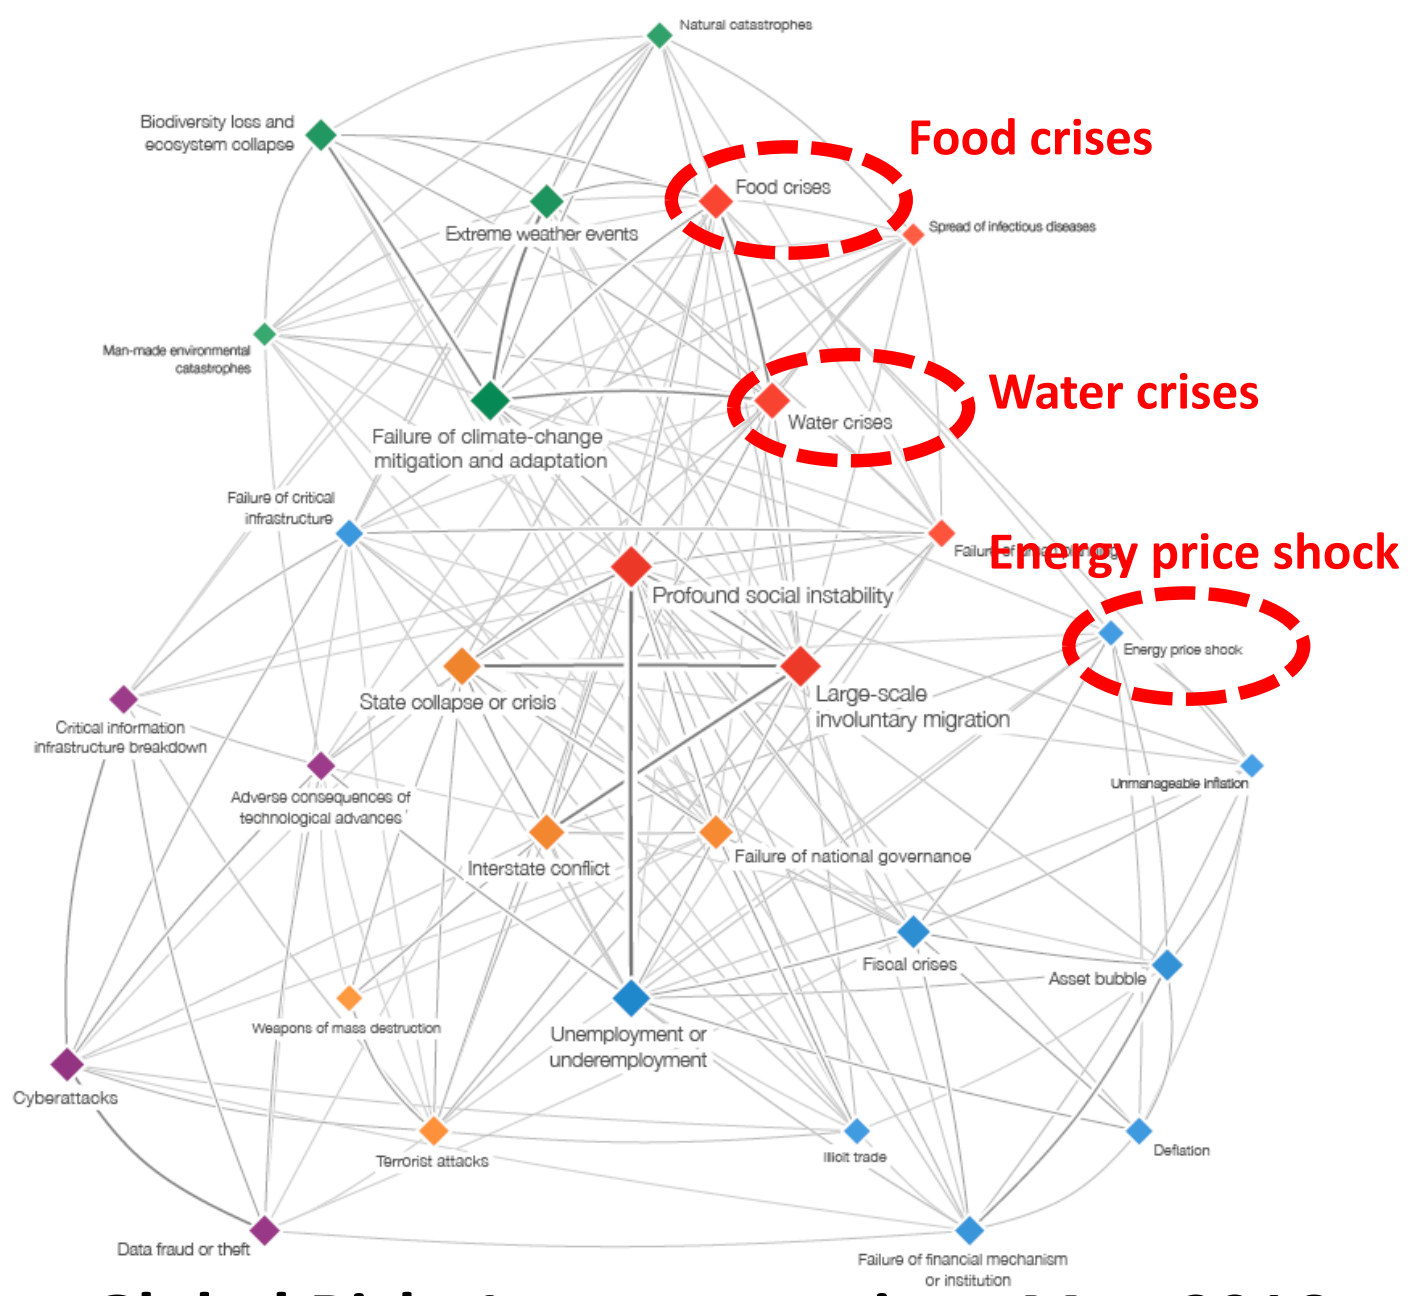 Natural catastrophes
Biodiversity loss and
ecosystem collapse
Food crises
Food crises
Extreme weather events
Spread of infectious diseases
Man-made environmental
catastrophes
Water crises
Water crises
Failure of climate-change
mitigation and adaptation
Failure of critical
infrastructure
Failure of
Energy price shock
Profound social instability
Energy price shock
State collapse or crisis
Large-scale
involuntary migration
Critical information
infrastructure breakdown
Unmanageable inflation
Adverse consequences of
technological advances
Interstate conflict
Failure of national governance
Fiscal crises
Asset bubble
Weapons of mass destruction
Unemployment or
underemployment
Cyberattacks
Terrorist attacks
Illicit trade
Deflation
Data fraud or theft
Failure of financial mechanism
or institution